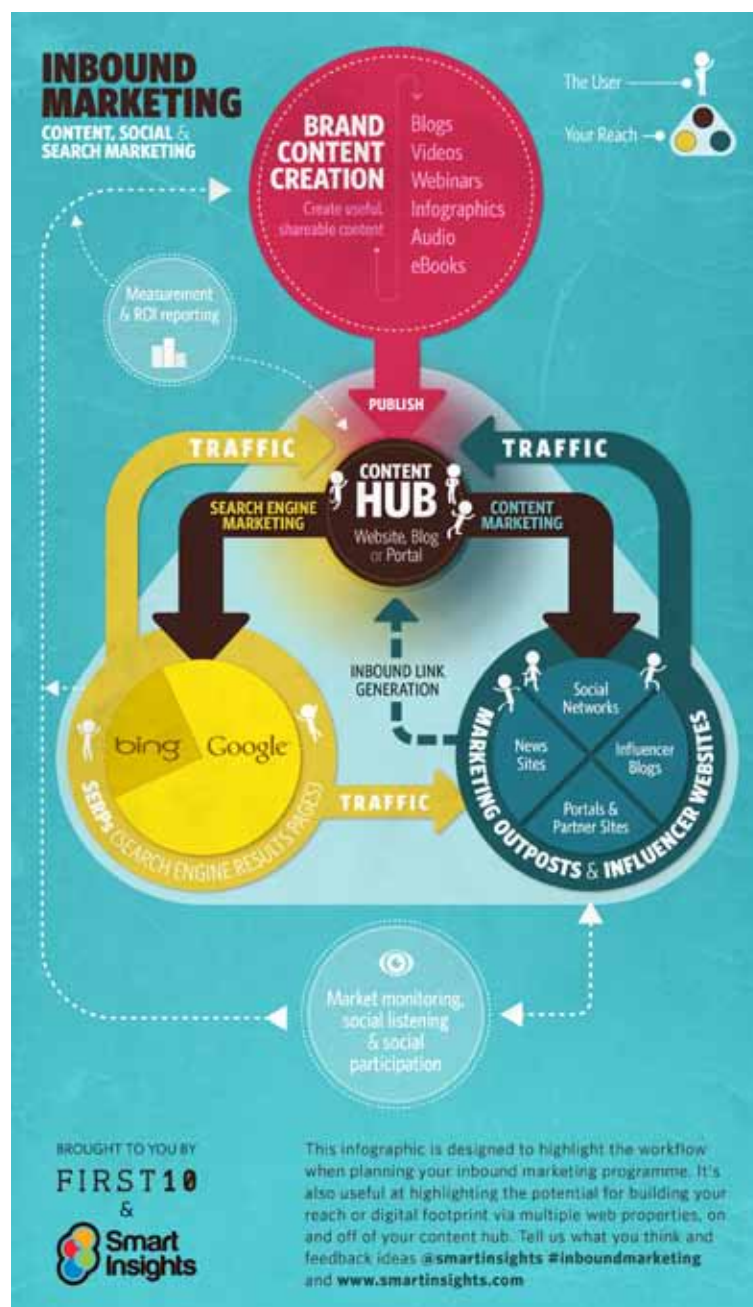 INBOUND
MARKETING
CONTENT, SOCIAL &
SEARCH MARKETING
The User
Your Reach
BRAND
CONTENT
CREATION
Create useful,
shareable content
Blogs
Videos
Webinars
Infographics
Audio
eBooks
Measurement
& ROI reporting
PUBLISH
TRAFFIC
TRAFFIC
CONTENT
HUB
Website, Blog
or Portal
SEARCH ENGINE
MARKETING
CONTENT
MARKETING
INBOUND LINK
GENERATION
bing
Google
SERPs (SEARCH ENGINE RESULTS PAGES)
TRAFFIC
Social
Networks
News
Sites
Influencer
Blogs
Portals &
Partner Sites
MARKETING OUTPOSTS & INFLUENCER WEBSITES
Market monitoring,
social listening
& social
participation
BROUGHT TO YOU BY
FIRST10
&
Smart
Insights
This infographic is designed to highlight the workflow
when planning your inbound marketing programme. It's
also useful at highlighting the potential for building your
reach or digital footprint via multiple web properties, on
and off of your content hub. Tell us what you think and
feedback ideas @smartinsights #inboundmarketing
and www.smartinsights.com